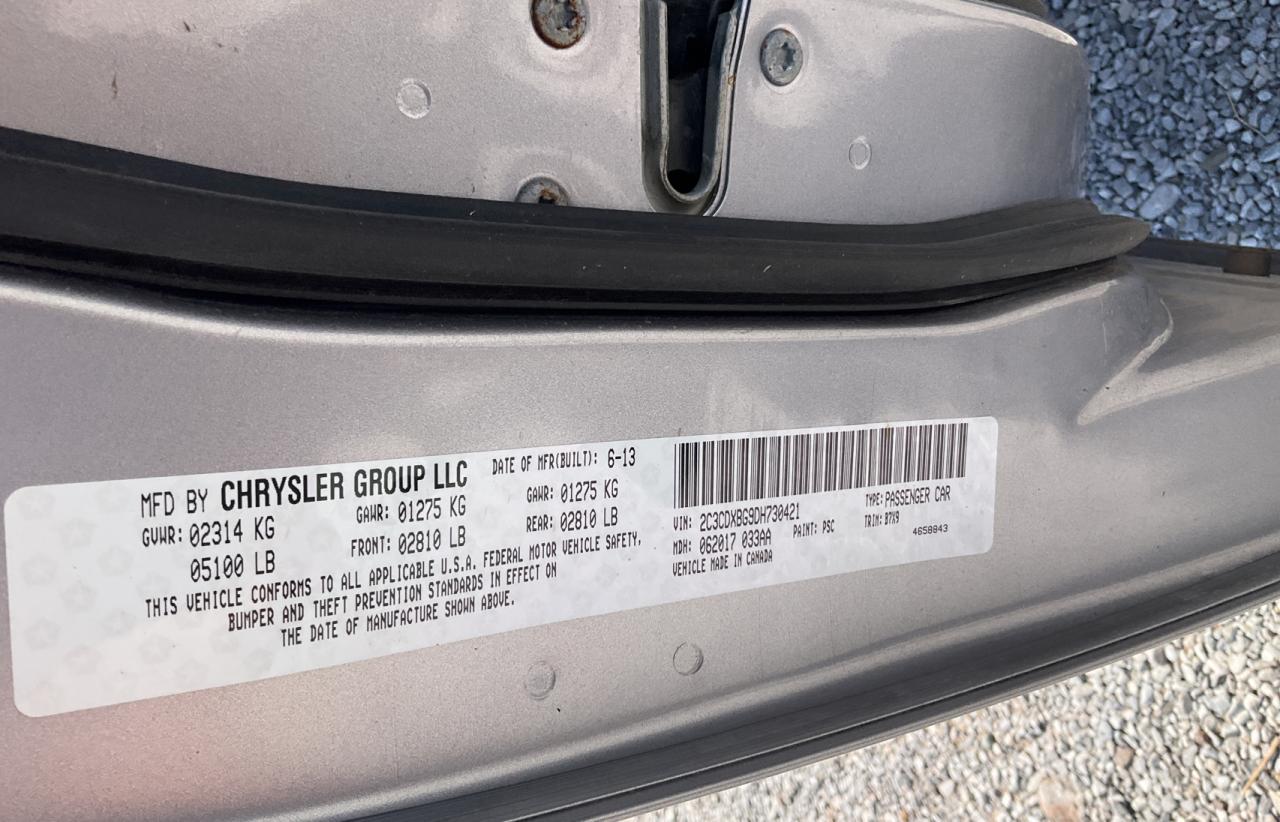 MFD BY CHRYSLER GROUP LLC DATE OF MFR(BUILT): 6-13
GVWR: 02314 KG GAWR: 01275 KG GAWR: 01275 KG
05100 LB FRONT: 02810 LB REAR: 02810 LB
THIS VEHICLE CONFORMS TO ALL APPLICABLE U.S.A. FEDERAL MOTOR VEHICLE SAFETY,
BUMPER AND THEFT PREVENTION STANDARDS IN EFFECT ON
THE DATE OF MANUFACTURE SHOWN ABOVE.
VIN: 2C3CDXBG9DH730421 TYPE: PASSENGER CAR
MDH: 062017 033AA PAINT: PSC TRIM: B7X9
VEHICLE MADE IN CANADA 4658843